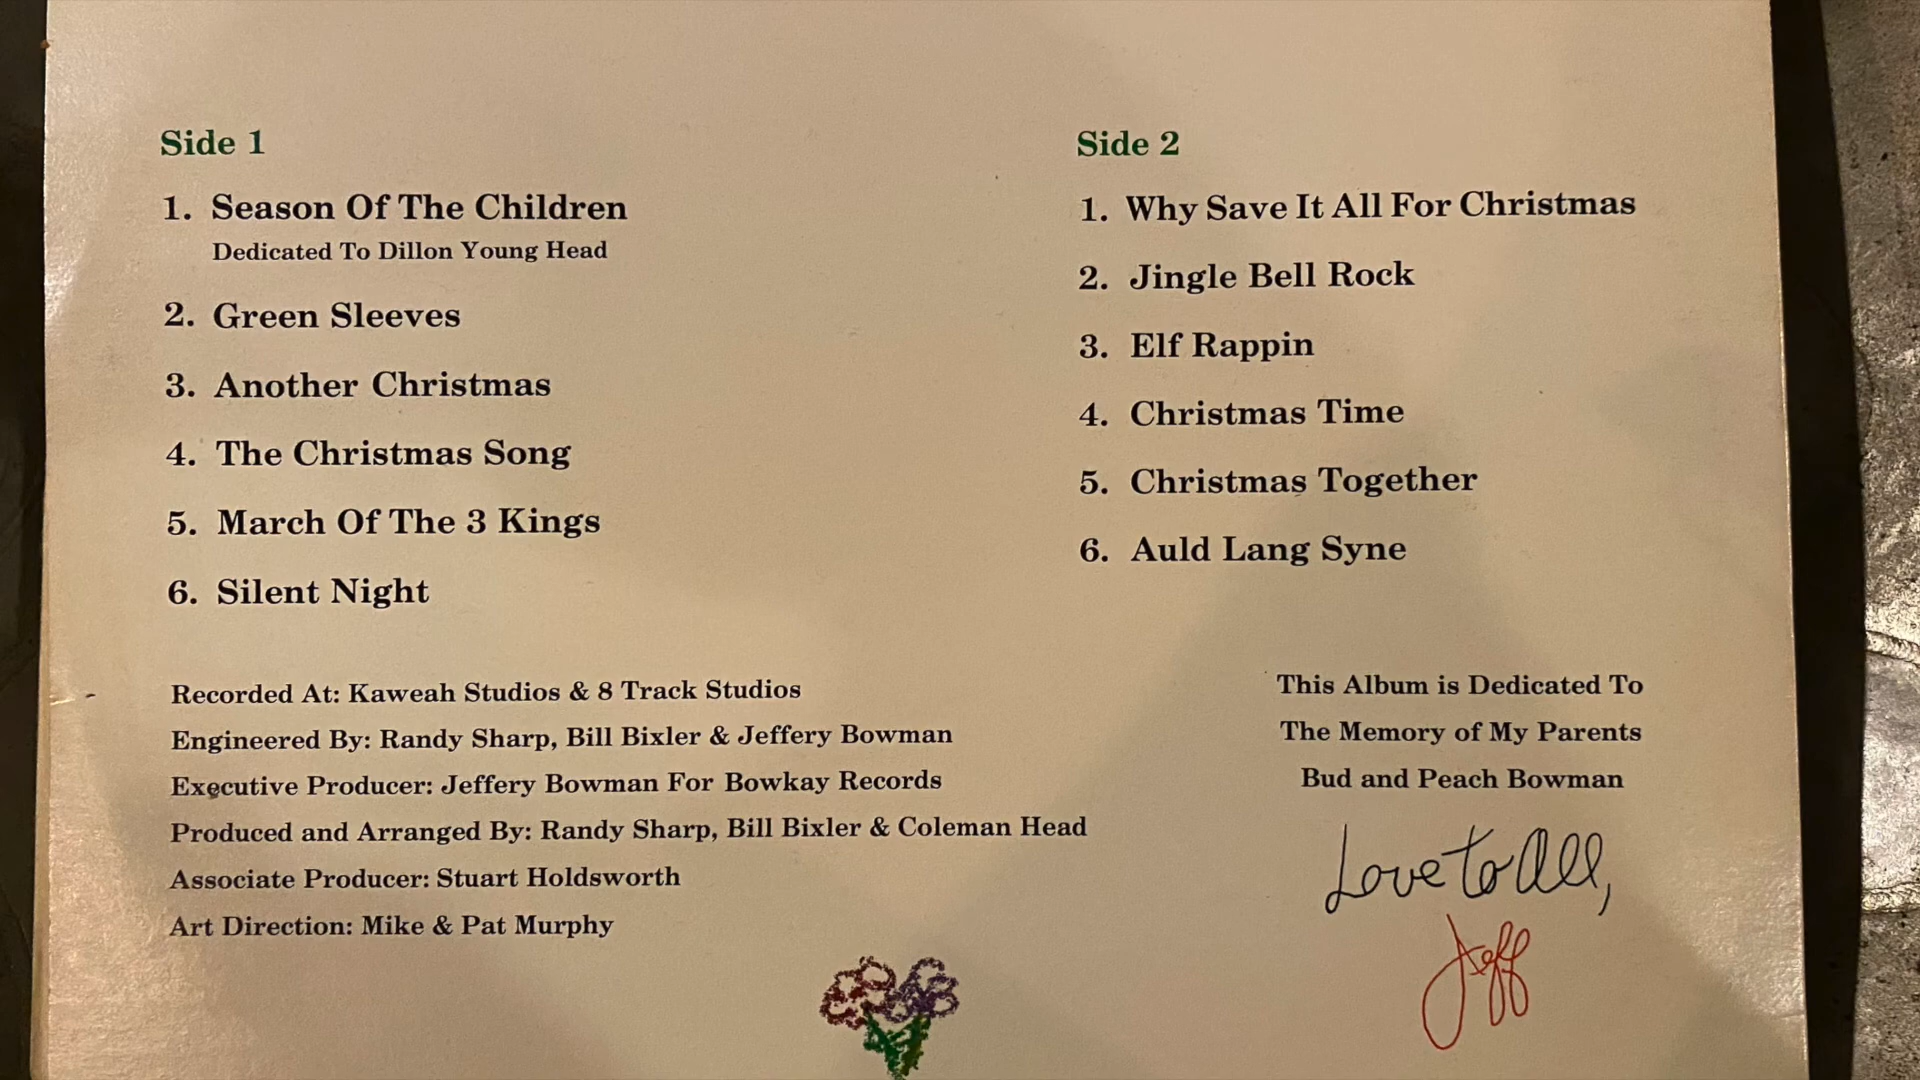 Side 1
1. Season Of The Children
Dedicated To Dillon Young Head
2. Green Sleeves
3. Another Christmas
4. The Christmas Song
5. March Of The 3 Kings
6. Silent Night
Side 2
1. Why Save It All For Christmas
2. Jingle Bell Rock
3. Elf Rappin
4. Christmas Time
5. Christmas Together
6. Auld Lang Syne
Recorded At: Kaweah Studios & 8 Track Studios
Engineered By: Randy Sharp, Bill Bixler & Jeffery Bowman
Executive Producer: Jeffery Bowman For Bowkay Records
Produced and Arranged By: Randy Sharp, Bill Bixler & Coleman Head
Associate Producer: Stuart Holdsworth
Art Direction: Mike & Pat Murphy
This Album is Dedicated To
The Memory of My Parents
Bud and Peach Bowman
Love to All,
Jeff